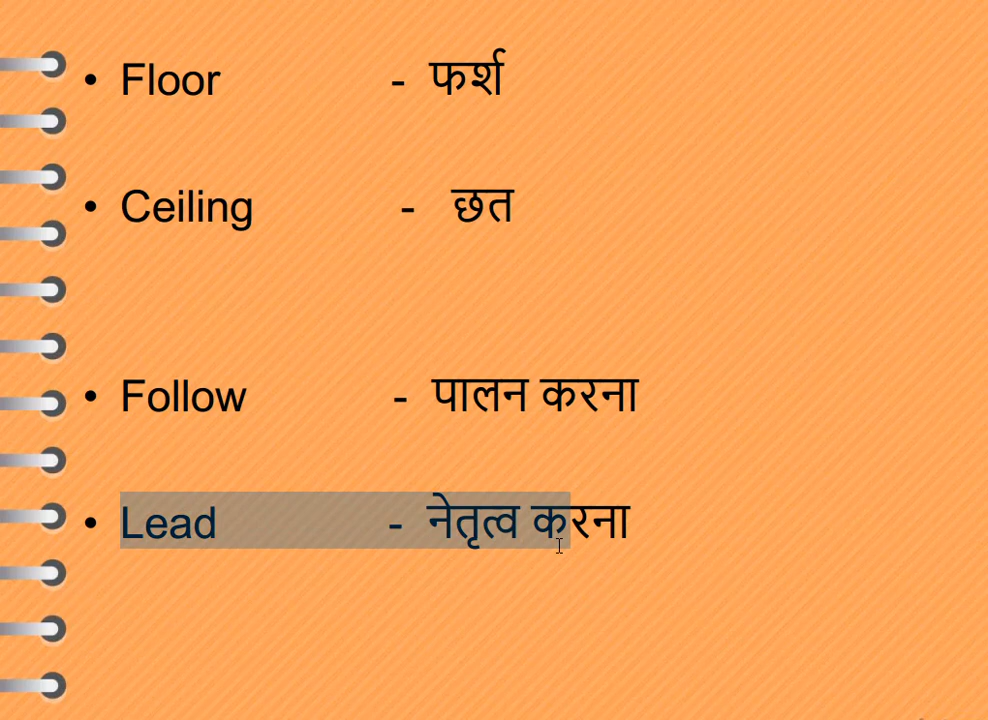 • Floor - फर्श
• Ceiling - छत
• Follow - पालन करना
• Lead - नेतृत्व करना